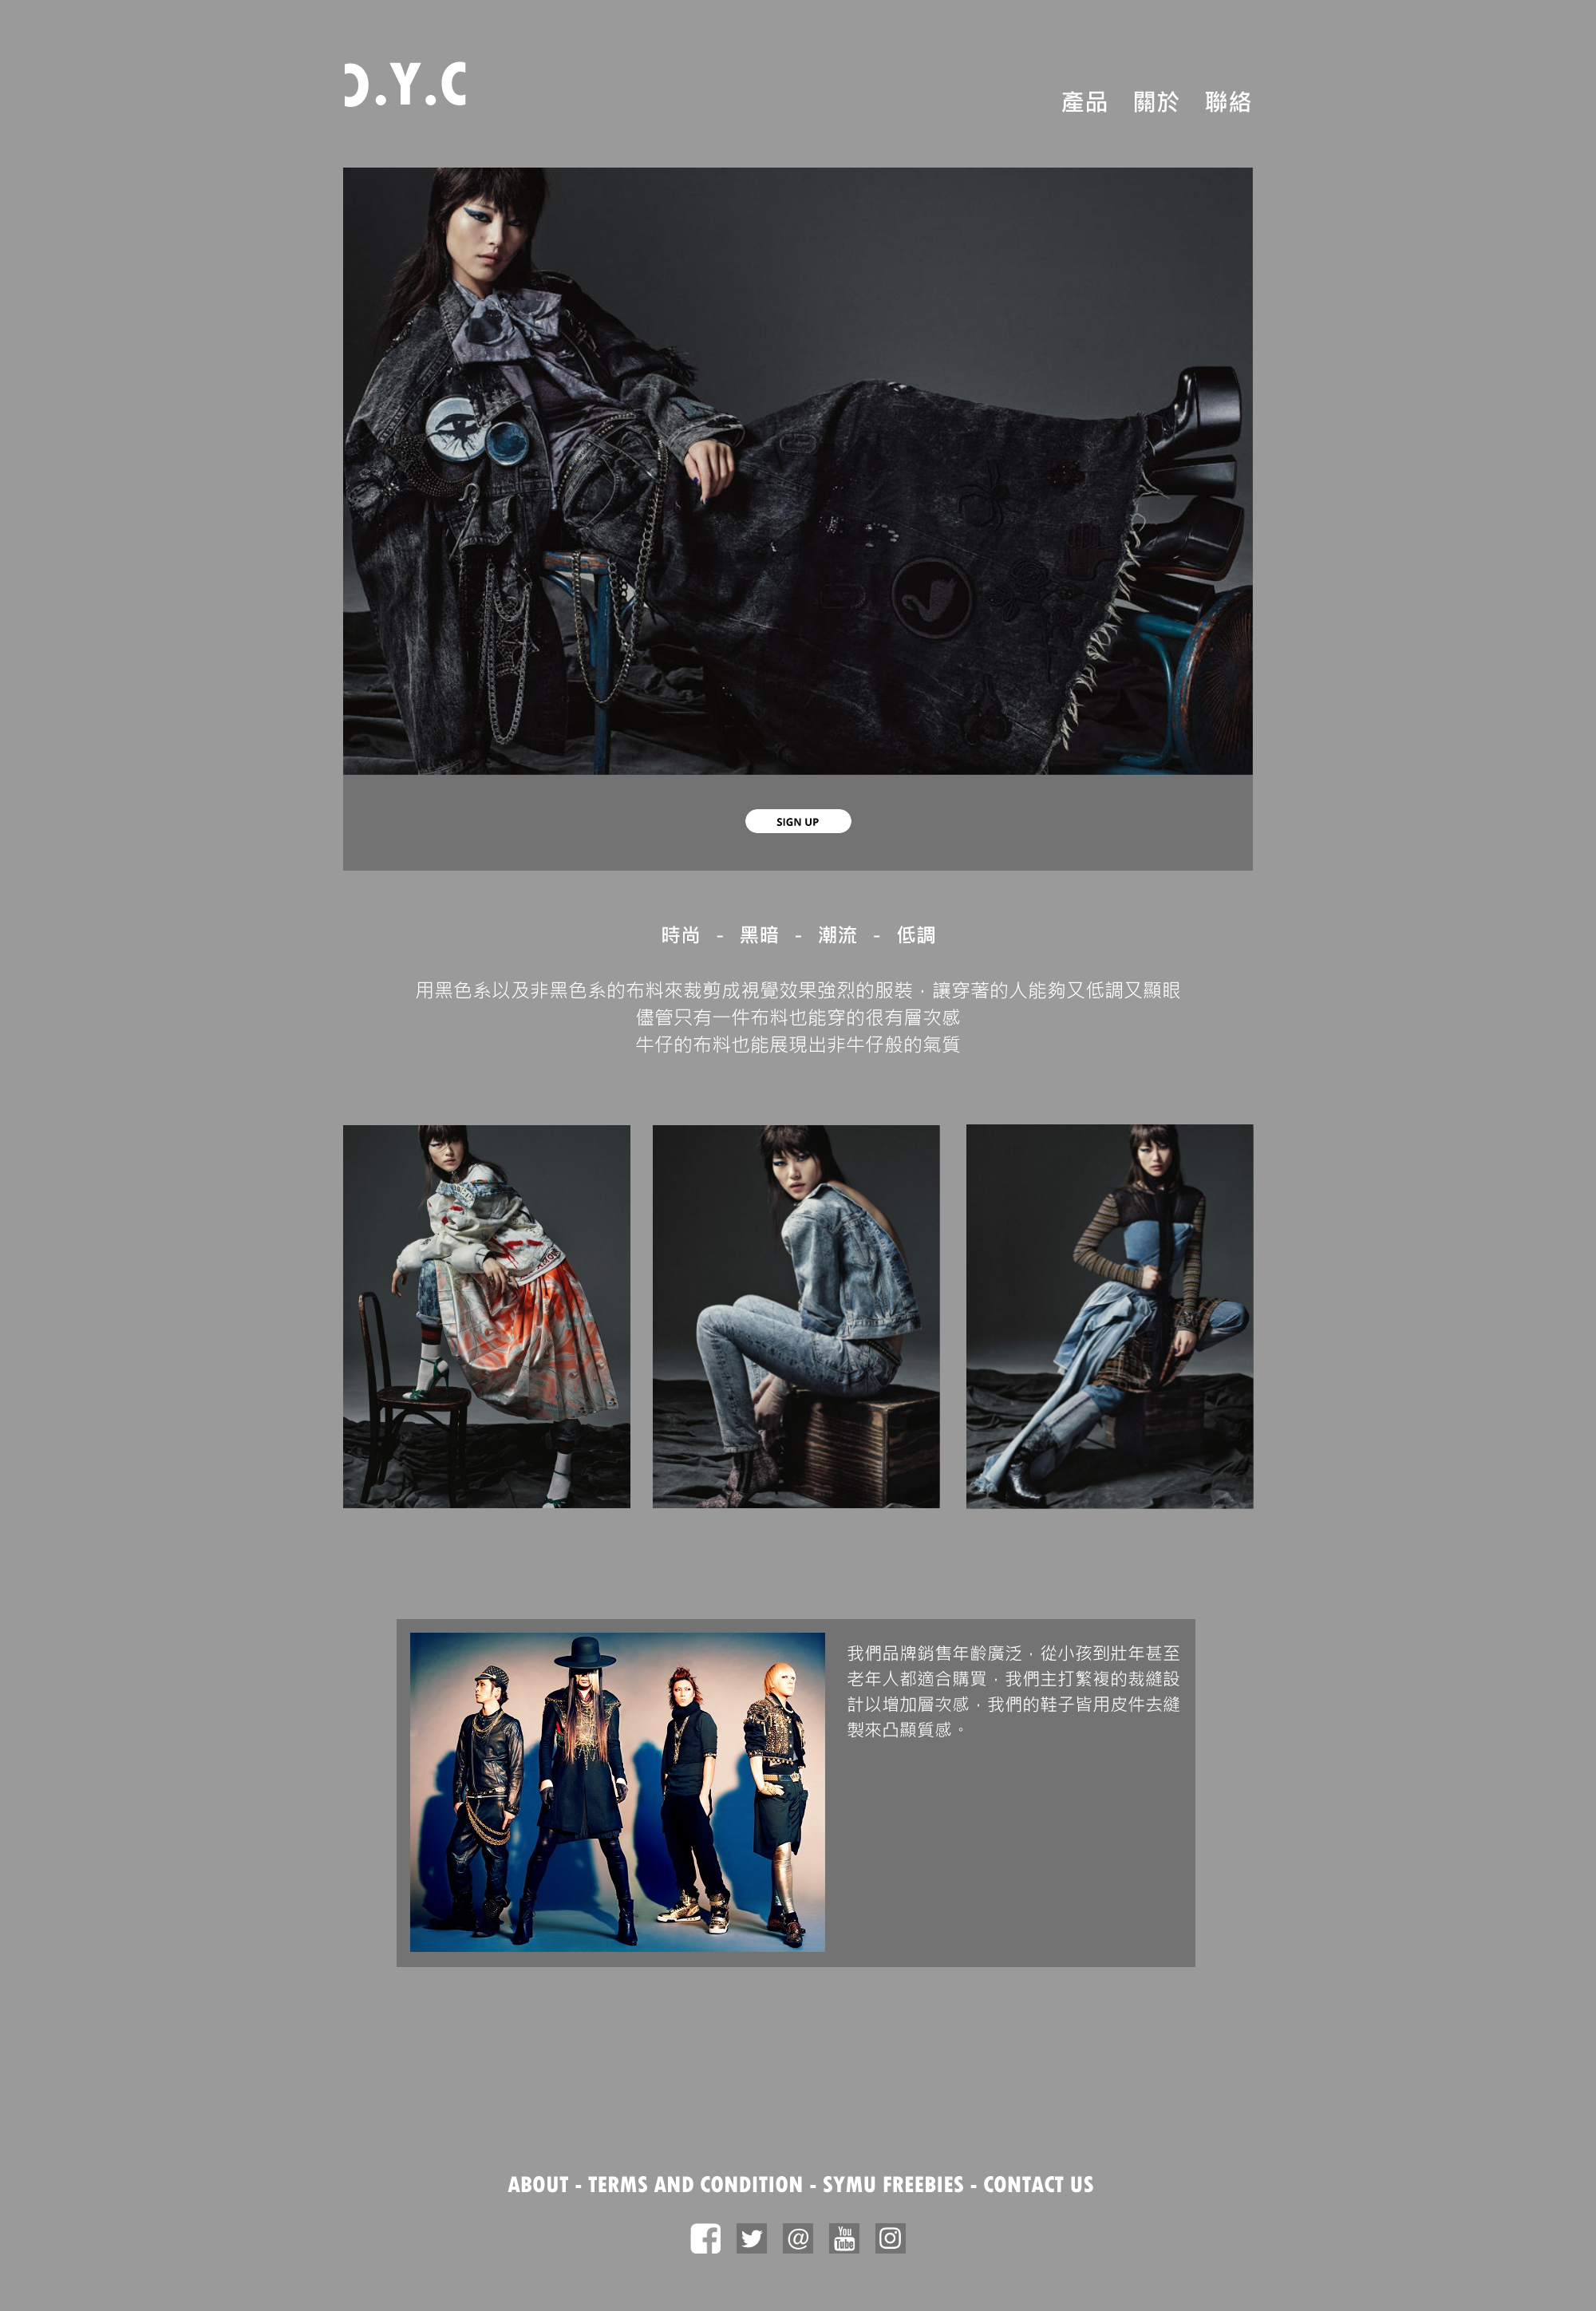 D.Y.C
產品 關於 聯絡
SIGN UP
時尚 - 黑暗 - 潮流 - 低調
用黑色系以及非黑色系的布料來裁剪成視覺效果強烈的服裝，讓穿著的人能夠又低調又顯眼
儘管只有一件布料也能穿的很有層次感
牛仔的布料也能展現出非牛仔般的氣質
我們品牌銷售年齡廣泛，從小孩到壯年甚至
老年人都適合購買，我們主打繁複的裁縫設
計以增加層次感，我們的鞋子皆用皮件去縫
製來凸顯質感。
ABOUT - TERMS AND CONDITION - SYMU FREEBIES - CONTACT US
You
Tube